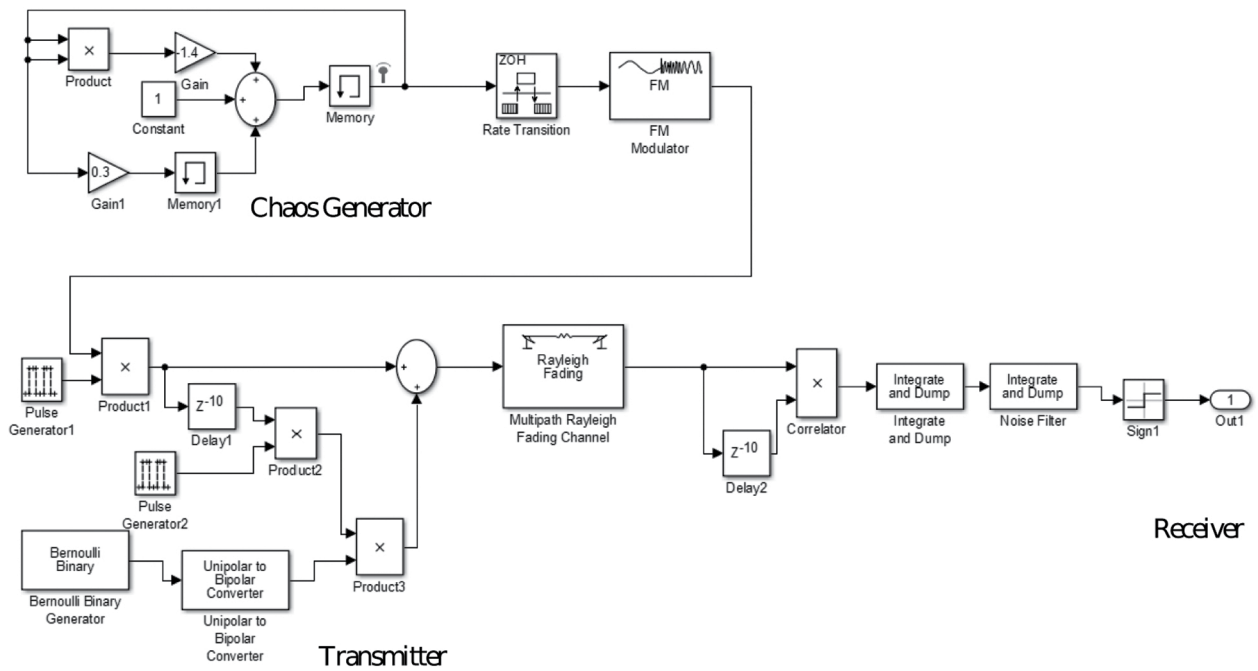 ×
Product
-1.4
Gain
1
Constant
+
+
+
Memory
ZOH
Rate Transition
FM
FM
Modulator
0.3
Gain1
Memory1
Chaos Generator
Pulse
Generator1
×
Product1
Z-10
Delay1
×
Product2
Pulse
Generator2
Bernoulli
Binary
Bernoulli Binary
Generator
Unipolar to
Bipolar
Converter
Unipolar to
Bipolar
Converter
×
Product3
+
+
Transmitter
Rayleigh
Fading
Multipath Rayleigh
Fading Channel
Z-10
Delay2
×
Correlator
Integrate
and Dump
Integrate
and Dump
Integrate
and Dump
Noise Filter
Sign1
1
Out1
Receiver